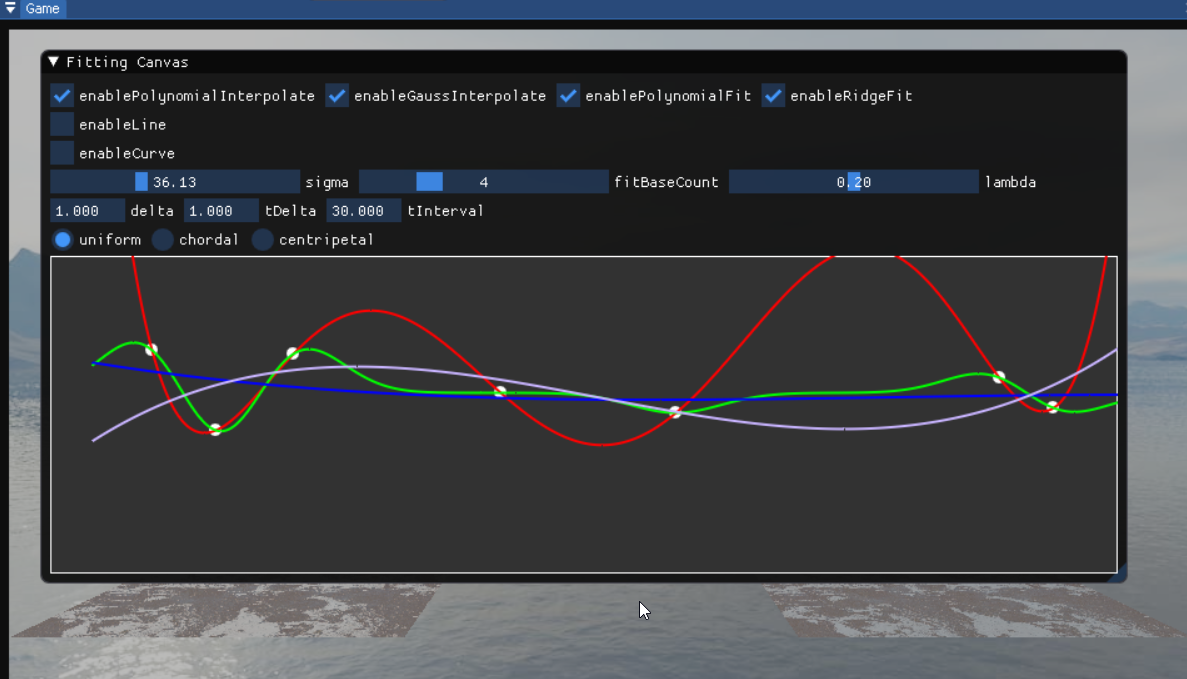 Game
Fitting Canvas
enablePolynomialInterpolate enableGaussInterpolate enablePolynomialFit enableRidgeFit
enableLine
enableCurve
36.13 sigma 4 fitBaseCount 0.20 lambda
1.000 delta 1.000 tDelta 30.000 tInterval
uniform chordal centripetal